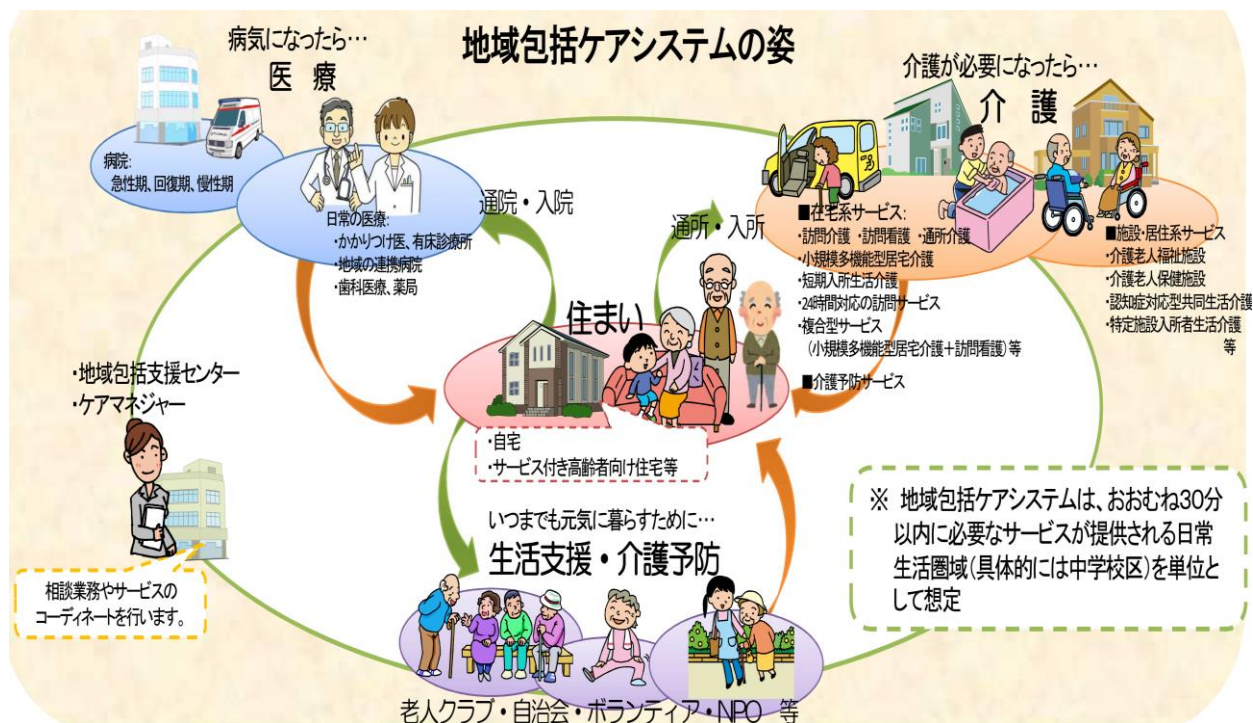 地域包括ケアシステムの姿
病気になったら…
医 療
病院:
急性期、回復期、慢性期
日常の医療:
・かかりつけ医、有床診療所
・地域の連携病院
・歯科医療、薬局
通院・入院
通所・入所
介護が必要になったら…
介 護
■在宅系サービス:
・訪問介護 ・訪問看護 ・通所介護
・小規模多機能型居宅介護
・短期入所生活介護
・24時間対応の訪問サービス
・複合型サービス
（小規模多機能型居宅介護＋訪問看護）等
■介護予防サービス
■施設・居住系サービス
・介護老人福祉施設
・介護老人保健施設
・認知症対応型共同生活介護
・特定施設入所者生活介護
等
住まい
・自宅
・サービス付き高齢者向け住宅等
・地域包括支援センター
・ケアマネジャー
相談業務やサービスの
コーディネートを行います。
いつまでも元気に暮らすために…
生活支援・介護予防
老人クラブ・自治会・ボランティア・NPO 等
※ 地域包括ケアシステムは、おおむね30分
以内に必要なサービスが提供される日常
生活圏域(具体的には中学校区)を単位と
して想定